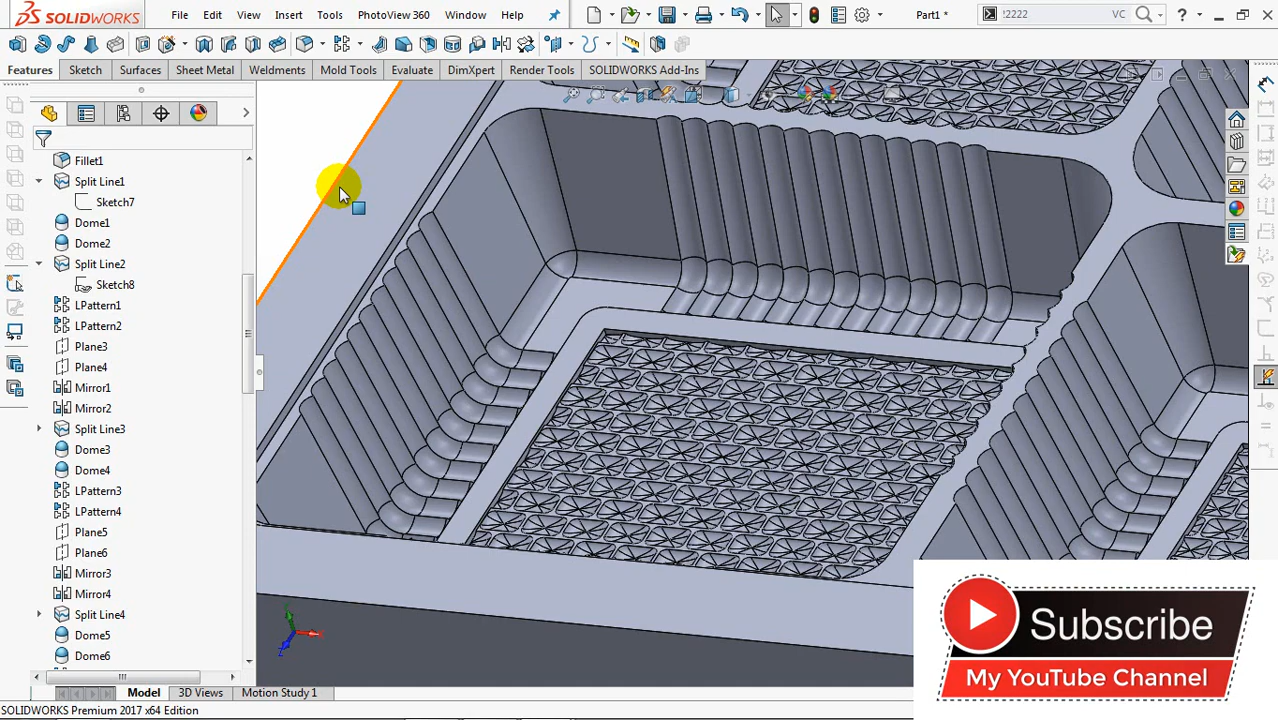 SOLIDWORKS File Edit View Insert Tools PhotoView 360 Window Help Part1 * !2222 VC ?
Features Sketch Surfaces Sheet Metal Weldments Mold Tools Evaluate DimXpert Render Tools SOLIDWORKS Add-Ins
Fillet1
Split Line1
Sketch7
Dome1
Dome2
Split Line2
Sketch8
LPattern1
LPattern2
Plane3
Plane4
Mirror1
Mirror2
Split Line3
Dome3
Dome4
LPattern3
LPattern4
Plane5
Plane6
Mirror3
Mirror4
Split Line4
Dome5
Dome6
Subscribe
My YouTube Channel
Model 3D Views Motion Study 1
SOLIDWORKS Premium 2017 x64 Edition